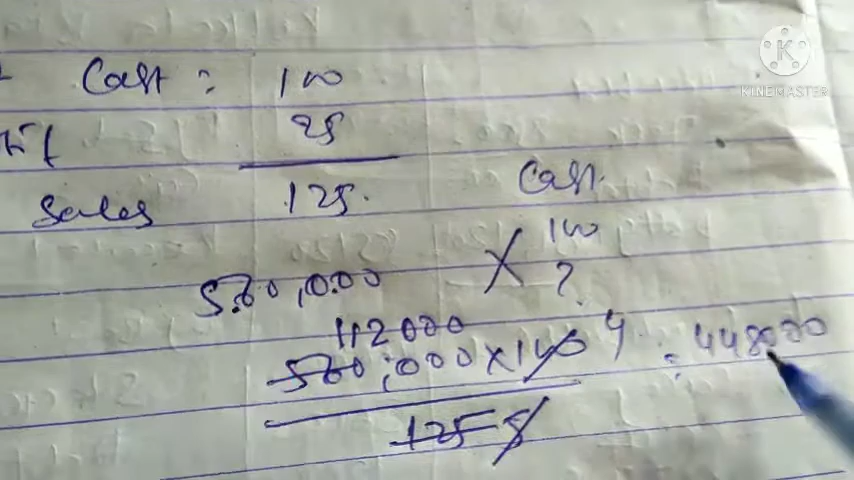 Cost : 100
25
Sales 125.
Cost.
560,000 100
?
112000
560,000 x 100 4 = 448000
125 5
KINEMASTER